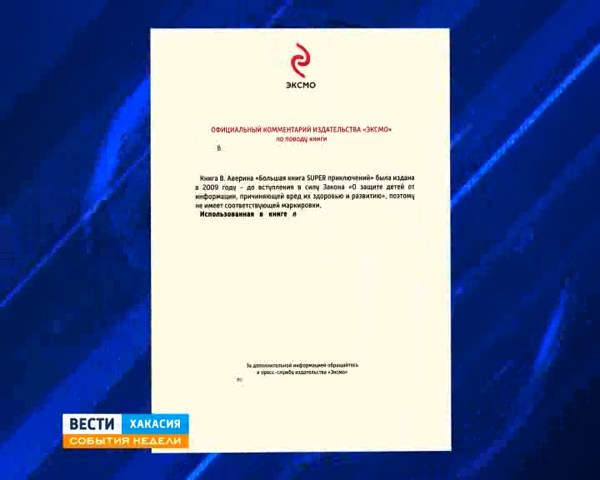 ЭКСМО
ОФИЦИАЛЬНЫЙ КОММЕНТАРИЙ ИЗДАТЕЛЬСТВА «ЭКСМО»
по поводу книги
В.
Книга В. Аверина «Большая книга SUPER приключений» была издана
в 2009 году – до вступления в силу Закона «О защите детей от
информации, причиняющей вред их здоровью и развитию», поэтому
не имеет соответствующей маркировки.
Использованная в книге л
За дополнительной информацией обращайтесь
в пресс-службу издательства «Эксмо»
ВЕСТИ ХАКАСИЯ
СОБЫТИЯ НЕДЕЛИ